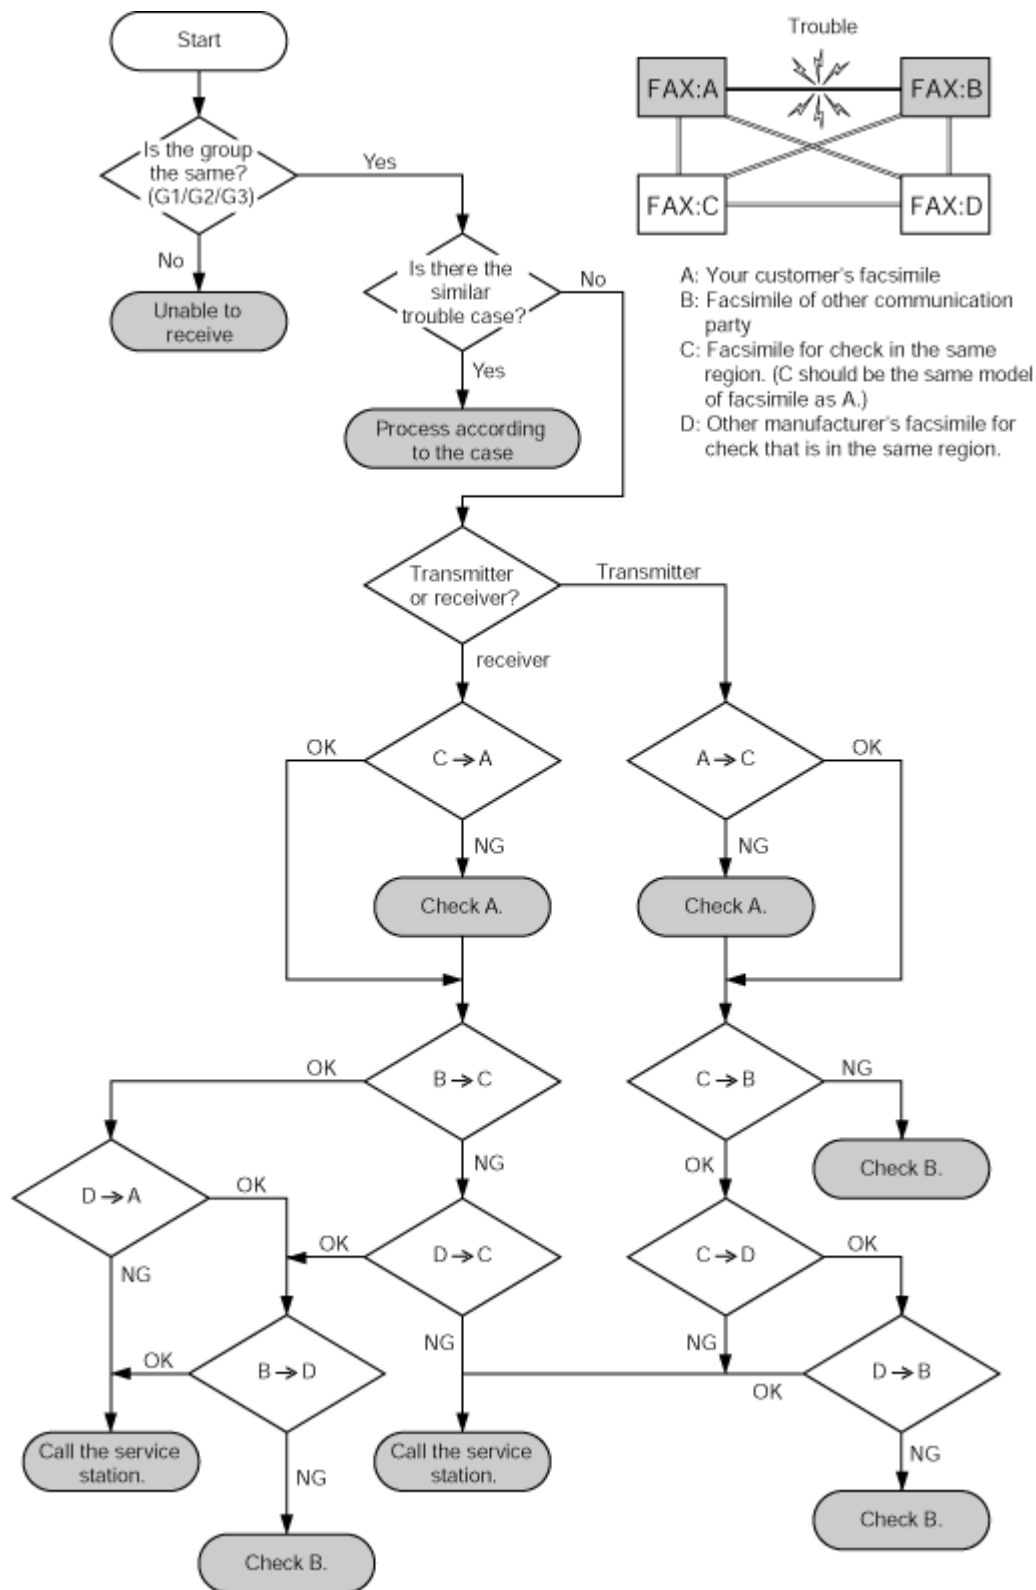 Start
Trouble
FAX:A
FAX:B
FAX:C
FAX:D
Is the group
the same?
(G1/G2/G3)
Yes
No
Unable to
receive
Is there the
similar
trouble case?
No
Yes
Process according
to the case
A: Your customer's facsimile
B: Facsimile of other communication
party
C: Facsimile for check in the same
region. (C should be the same model
of facsimile as A.)
D: Other manufacturer's facsimile for
check that is in the same region.
Transmitter
or receiver?
Transmitter
receiver
OK
C → A
NG
Check A.
A → C
OK
NG
Check A.
OK
B → C
NG
C → B
NG
OK
Check B.
D → A
OK
NG
OK
D → C
NG
C → D
OK
NG
OK
B → D
NG
OK
D → B
NG
Call the service
station.
Call the service
station.
Check B.
Check B.